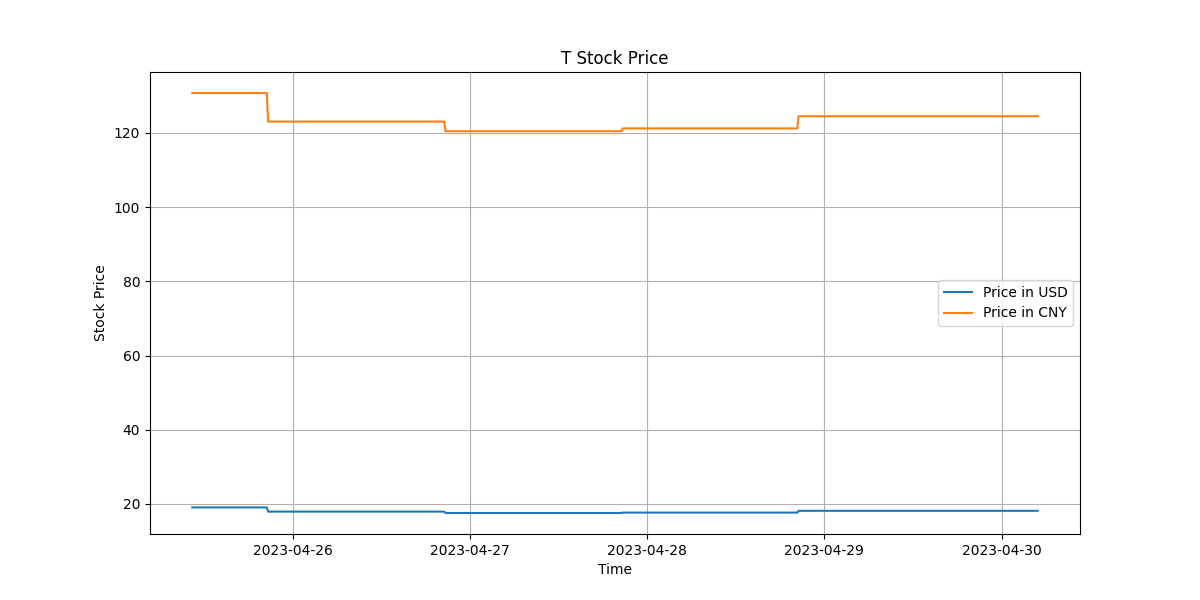 T Stock Price
Stock Price
120
100
80
60
40
20
Price in USD
Price in CNY
2023-04-26
2023-04-27
2023-04-28
2023-04-29
2023-04-30
Time